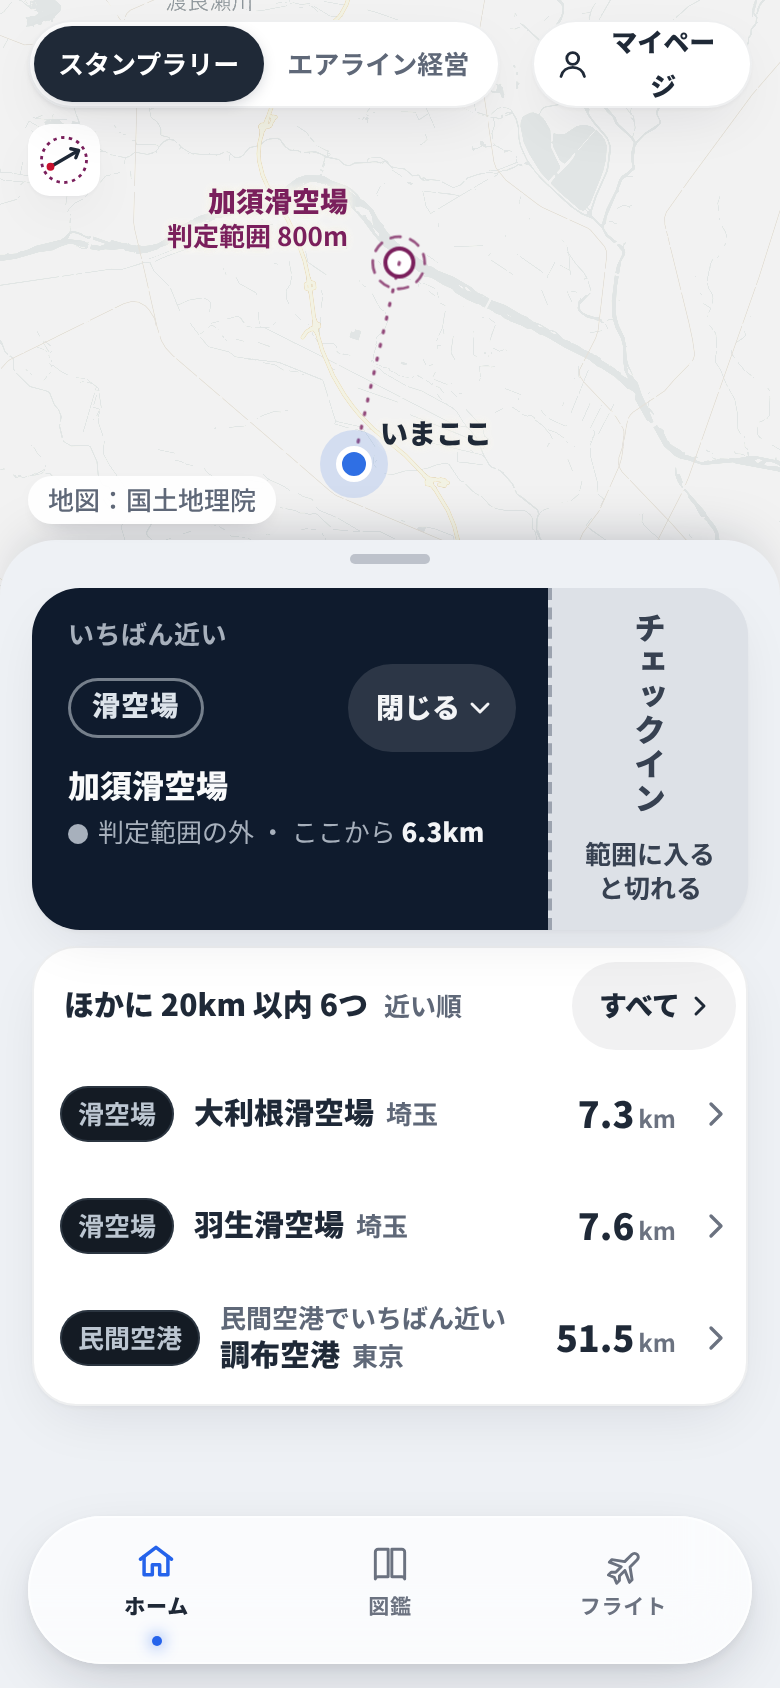 渡良瀬川
スタンプラリー
エアライン経営
マイペー
ジ
加須滑空場
判定範囲 800m
いまここ
地図：国土地理院
いちばん近い
滑空場
閉じる
加須滑空場
判定範囲の外 ・ ここから 6.3km
チェックイン
範囲に入る
と切れる
ほかに 20km 以内 6つ 近い順
すべて
滑空場 大利根滑空場 埼玉 7.3 km
滑空場 羽生滑空場 埼玉 7.6 km
民間空港でいちばん近い
民間空港 調布空港 東京 51.5 km
ホーム
図鑑
フライト